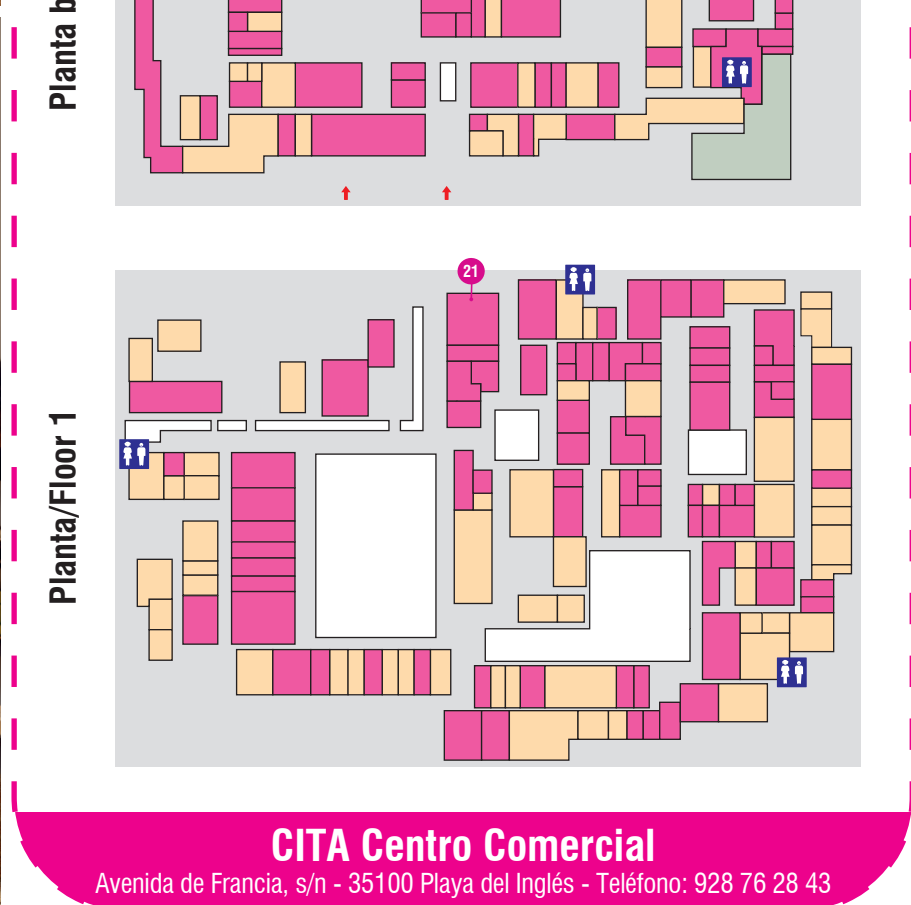 Planta b
21
Planta/Floor 1
CITA Centro Comercial
Avenida de Francia, s/n - 35100 Playa del Inglés - Teléfono: 928 76 28 43